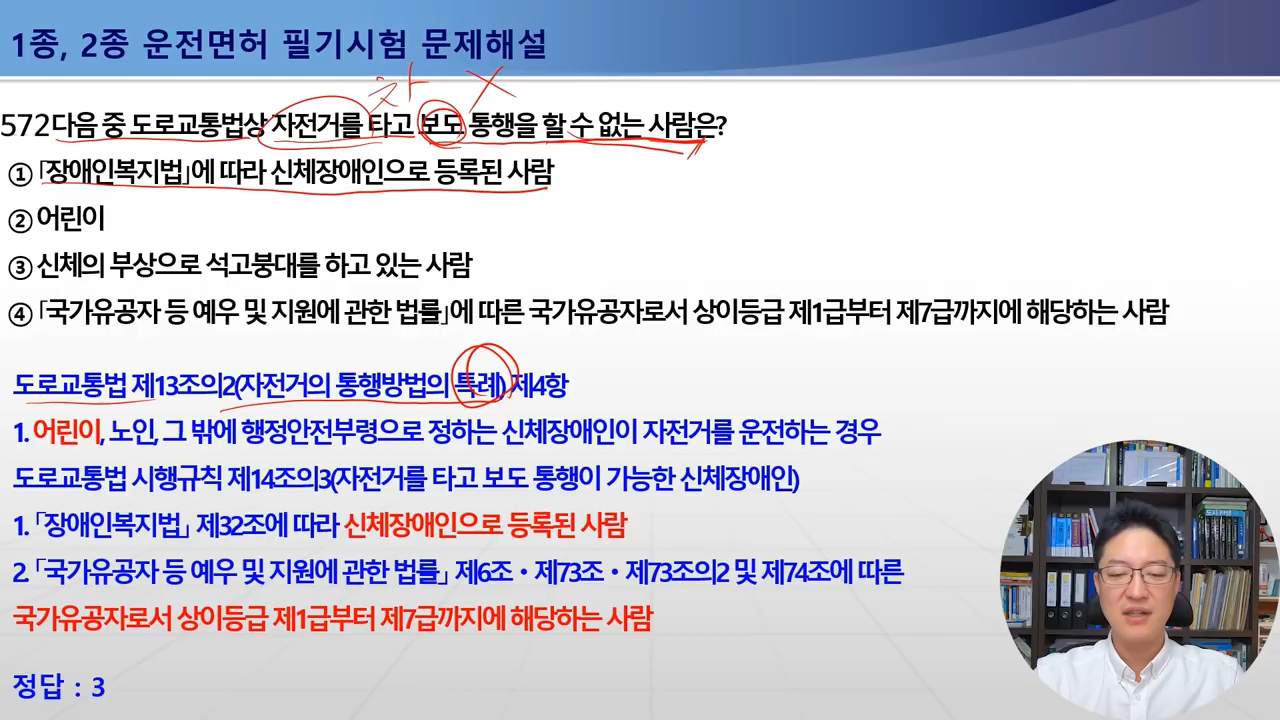 1종, 2종 운전면허 필기시험 문제해설
차 X
572다음 중 도로교통법상 자전거를 타고 보도 통행을 할 수 없는 사람은?
① ｢장애인복지법｣에 따라 신체장애인으로 등록된 사람
② 어린이
③ 신체의 부상으로 석고붕대를 하고 있는 사람
④ ｢국가유공자 등 예우 및 지원에 관한 법률｣에 따른 국가유공자로서 상이등급 제1급부터 제7급까지에 해당하는 사람
도로교통법 제13조의2(자전거의 통행방법의 특례) 제4항
1. 어린이, 노인, 그 밖에 행정안전부령으로 정하는 신체장애인이 자전거를 운전하는 경우
도로교통법 시행규칙 제14조의3(자전거를 타고 보도 통행이 가능한 신체장애인)
1. ｢장애인복지법｣ 제32조에 따라 신체장애인으로 등록된 사람
2. ｢국가유공자 등 예우 및 지원에 관한 법률｣ 제6조·제73조·제73조의2 및 제74조에 따른
국가유공자로서 상이등급 제1급부터 제7급까지에 해당하는 사람
정답 : 3